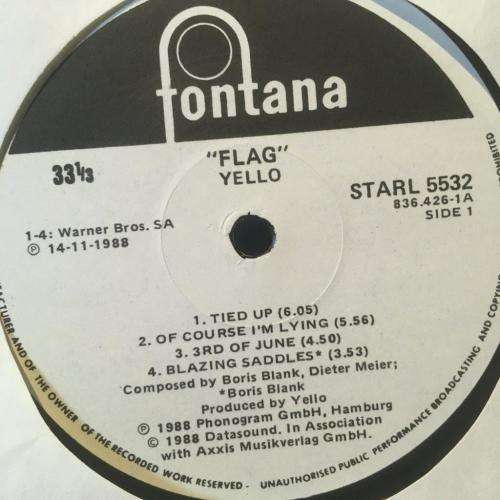 fontana
33⅓
"FLAG"
YELLO
STARL 5532
836.426-1A
SIDE 1
1-4: Warner Bros. SA
℗ 14-11-1988
1. TIED UP (6.05)
2. OF COURSE I'M LYING (5.56)
3. 3RD OF JUNE (4.50)
4. BLAZING SADDLES* (3.53)
Composed by Boris Blank, Dieter Meier;
*Boris Blank
Produced by Yello
℗ 1988 Phonogram GmbH, Hamburg
© 1988 Datasound. In Association
with Axxis Musikverlag GmbH.
AND OF THE OWNER OF THE RECORDED WORK RESERVED - UNAUTHORISED PUBLIC PERFORMANCE BROADCASTING AND COPYING